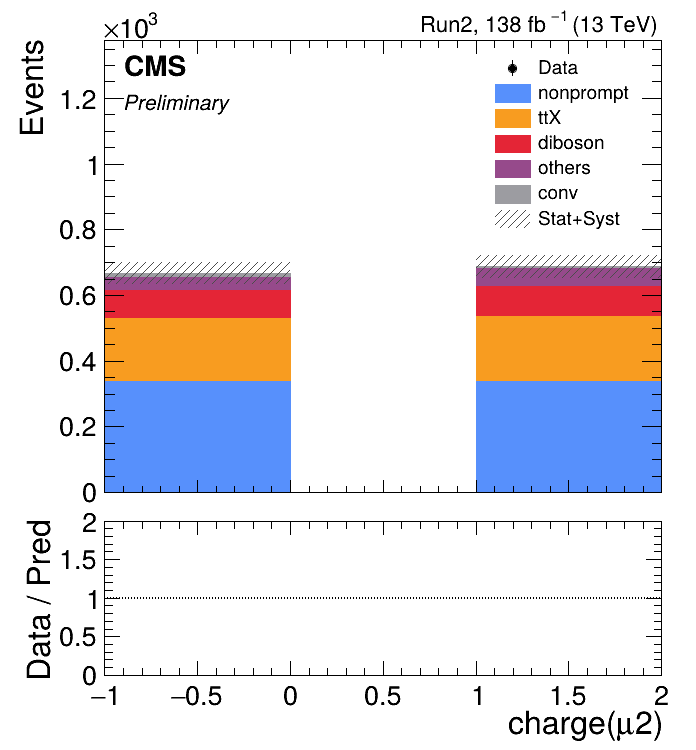 ×10³
Run2, 138 fb⁻¹ (13 TeV)
CMS
Preliminary
Data
nonprompt
ttX
diboson
others
conv
Stat+Syst
Events
1.2
1
0.8
0.6
0.4
0.2
0
Data / Pred
2
1.5
1
0.5
0
−1 −0.5 0 0.5 1 1.5 2
charge(μ2)